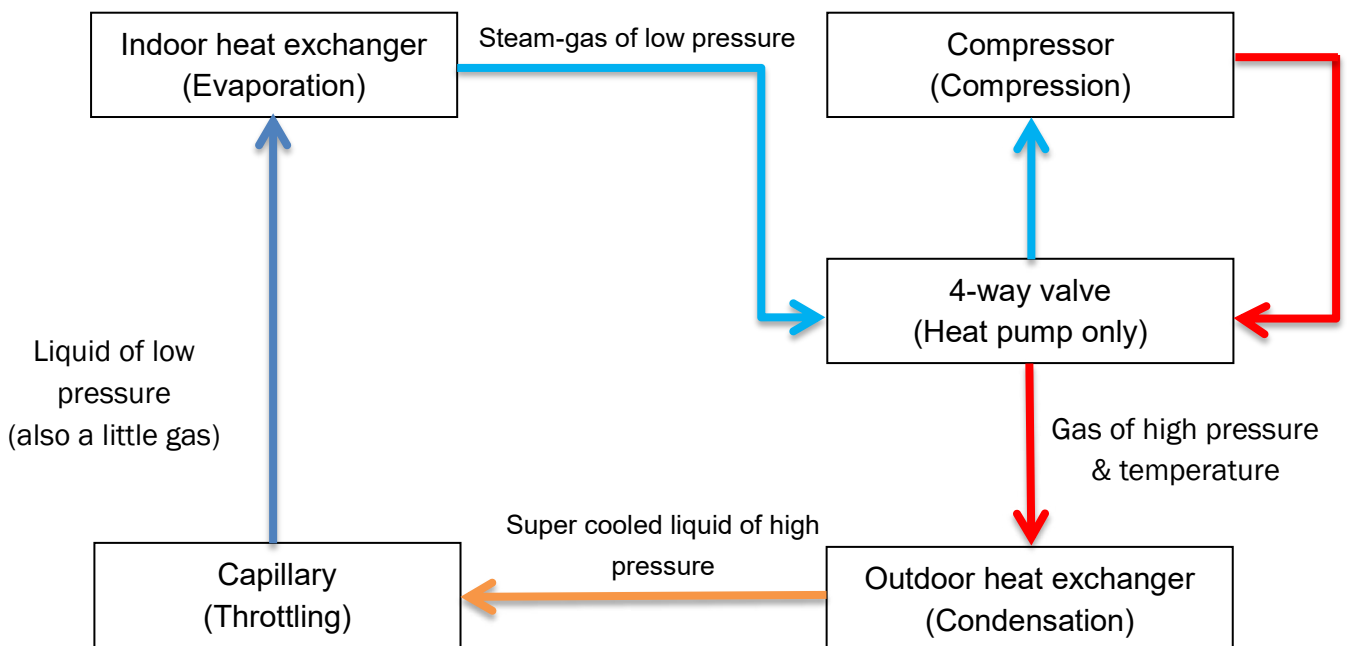 Indoor heat exchanger
(Evaporation)
Steam-gas of low pressure
Compressor
(Compression)
4-way valve
(Heat pump only)
Liquid of low
pressure
(also a little gas)
Gas of high pressure
& temperature
Super cooled liquid of high
pressure
Capillary
(Throttling)
Outdoor heat exchanger
(Condensation)